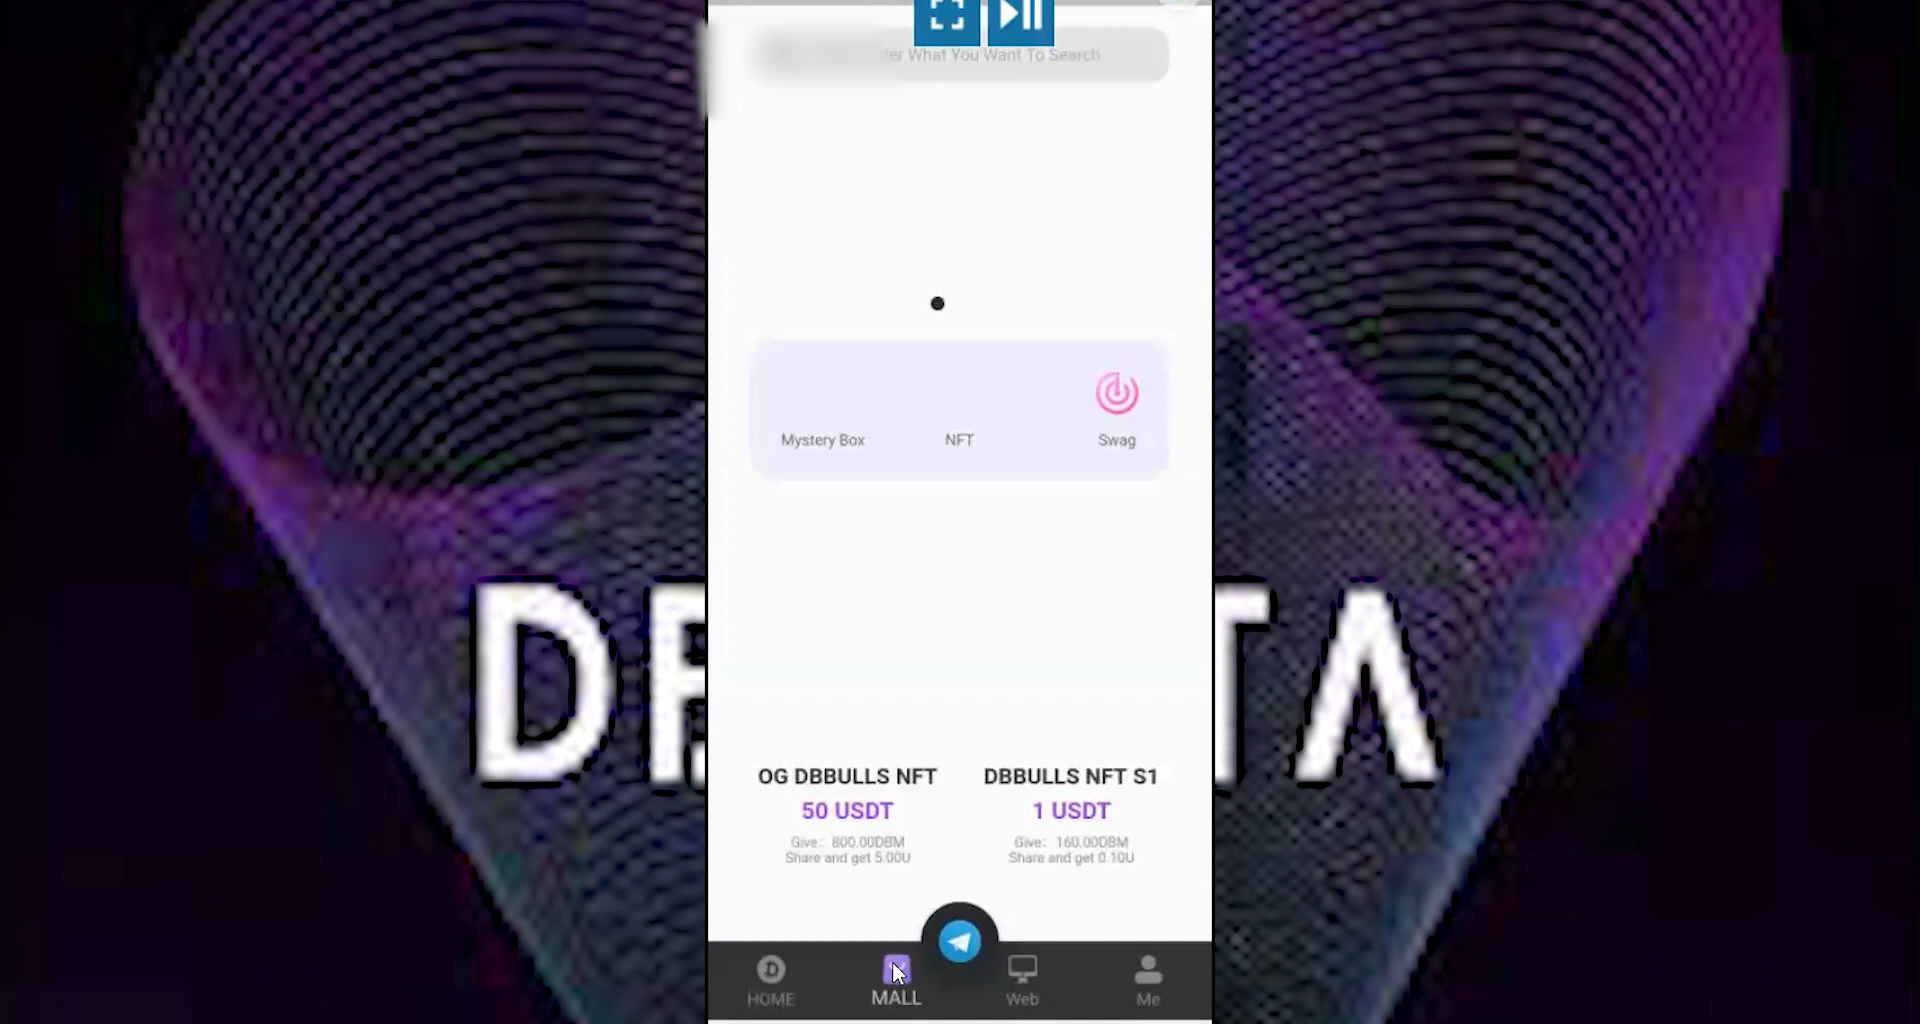 er What You Want To Search
Mystery Box
NFT
Swag
OG DBBULLS NFT
DBBULLS NFT S1
50 USDT
1 USDT
Give: 800.00DBM
Give: 160.00DBM
Share and get 5.00U
Share and get 0.10U
HOME
MALL
Web
Me